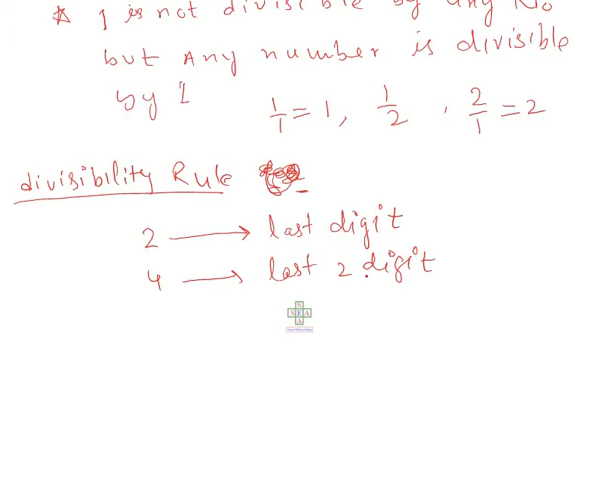 * 1 is not divisible by any No
but any number is divisible
by 1
1/1 = 1, 1/2, 2/1 = 2
divisibility Rule
2 → last digit
4 → last 2 digit
S
S E A
A